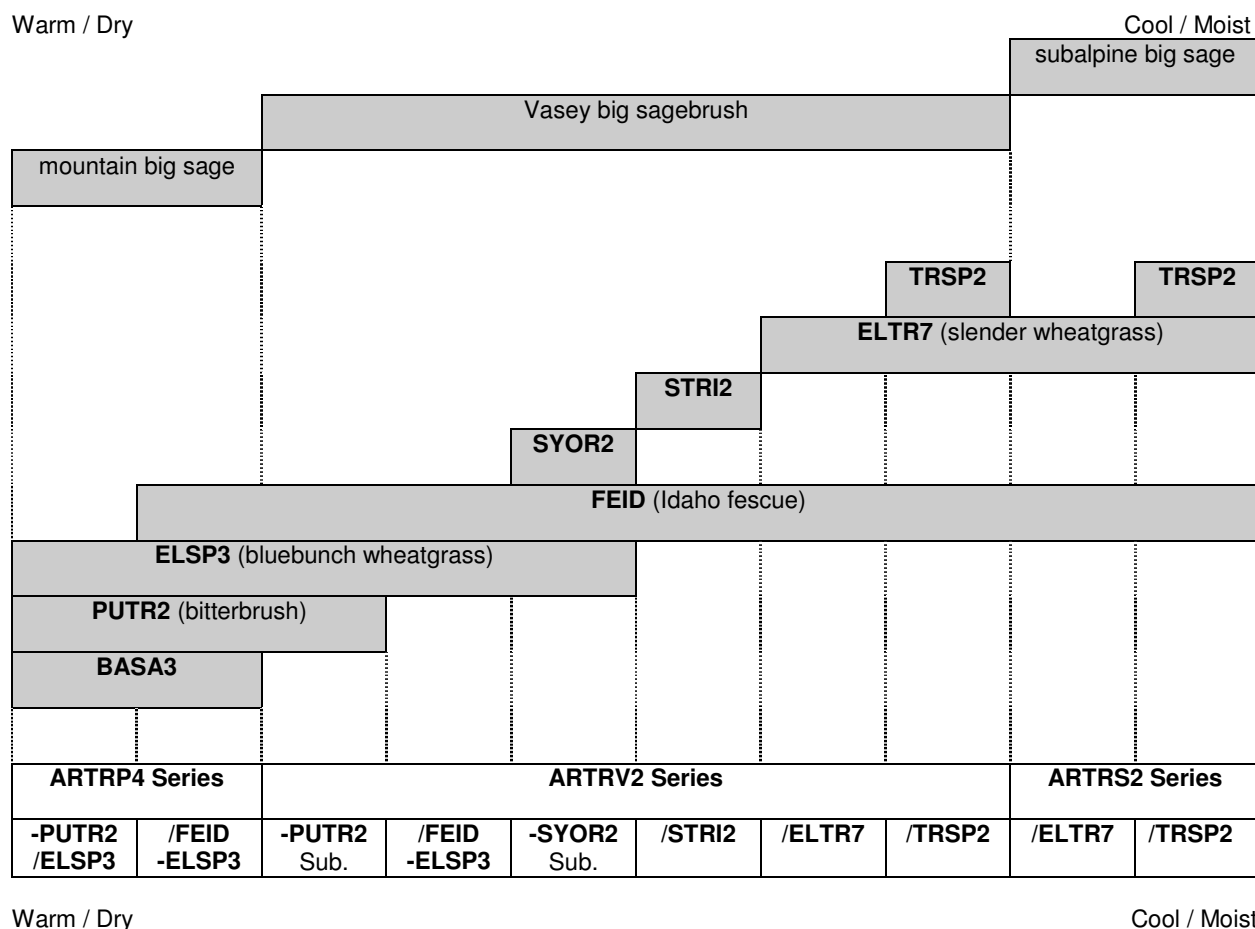 Warm / Dry Cool / Moist
subalpine big sage
Vasey big sagebrush
mountain big sage
TRSP2 TRSP2
ELTR7 (slender wheatgrass)
STRI2
SYOR2
FEID (Idaho fescue)
ELSP3 (bluebunch wheatgrass)
PUTR2 (bitterbrush)
BASA3
ARTRP4 Series ARTRV2 Series ARTRS2 Series
-PUTR2 /FEID -PUTR2 /FEID -SYOR2 /STRI2 /ELTR7 /TRSP2 /ELTR7 /TRSP2
/ELSP3 -ELSP3 Sub. -ELSP3 Sub.
Warm / Dry Cool / Moist